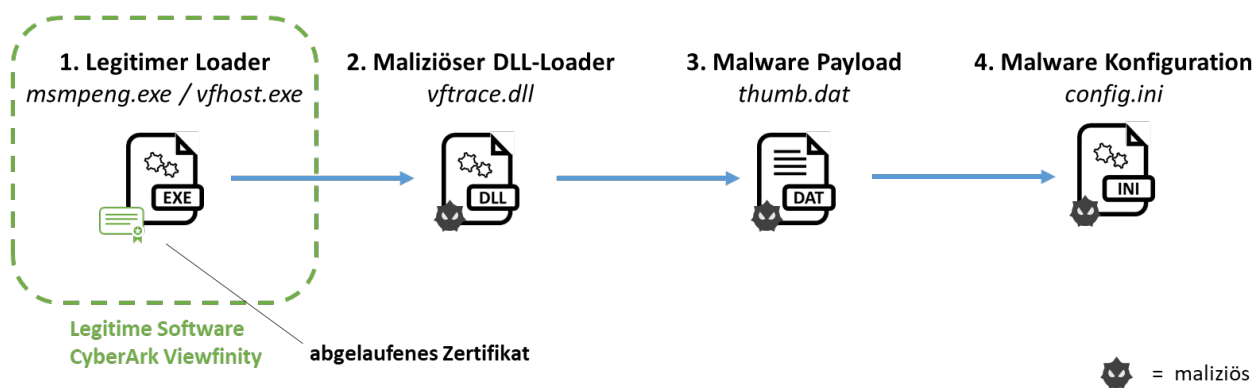 1. Legitimer Loader
msmpeng.exe / vfhost.exe
2. Maliziöser DLL-Loader
vftrace.dll
3. Malware Payload
thumb.dat
4. Malware Konfiguration
config.ini
EXE
DLL
DAT
INI
Legitime Software
CyberArk Viewfinity
abgelaufenes Zertifikat
= maliziös